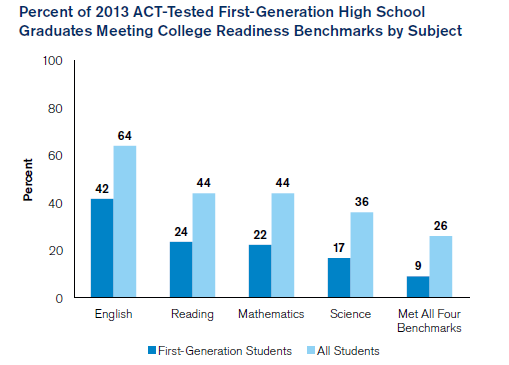 Percent of 2013 ACT-Tested First-Generation High School
Graduates Meeting College Readiness Benchmarks by Subject
100
80
60
40
20
0
Percent
42
64
24
44
22
44
17
36
9
26
English
Reading
Mathematics
Science
Met All Four
Benchmarks
First-Generation Students
All Students